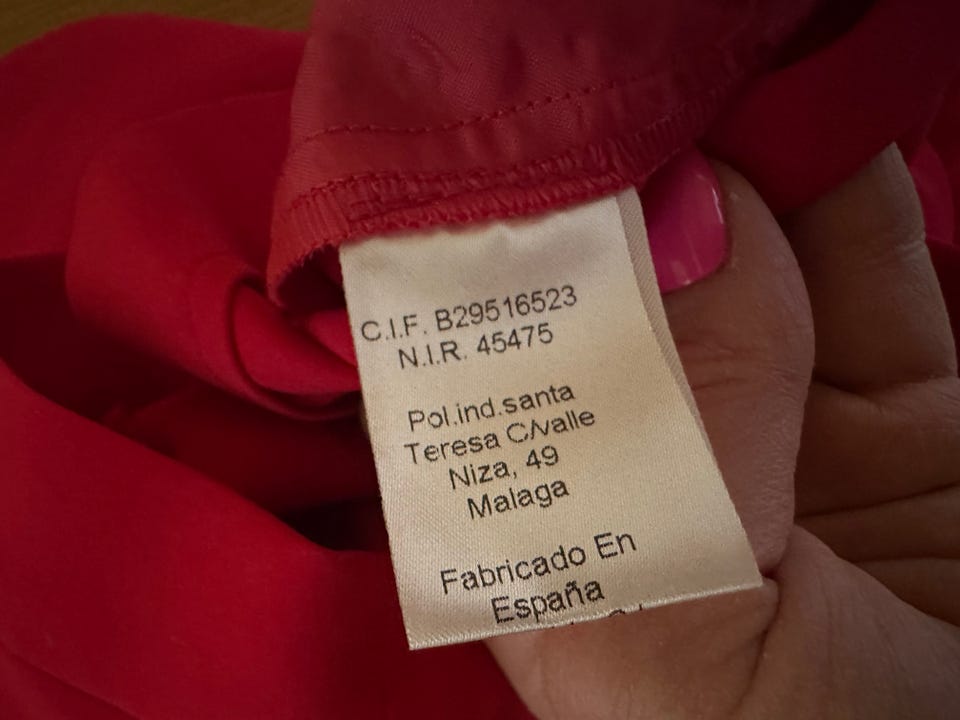 C.I.F. B29516523
N.I.R. 45475
Pol.ind.santa
Teresa C/valle
Niza, 49
Malaga
Fabricado En
España